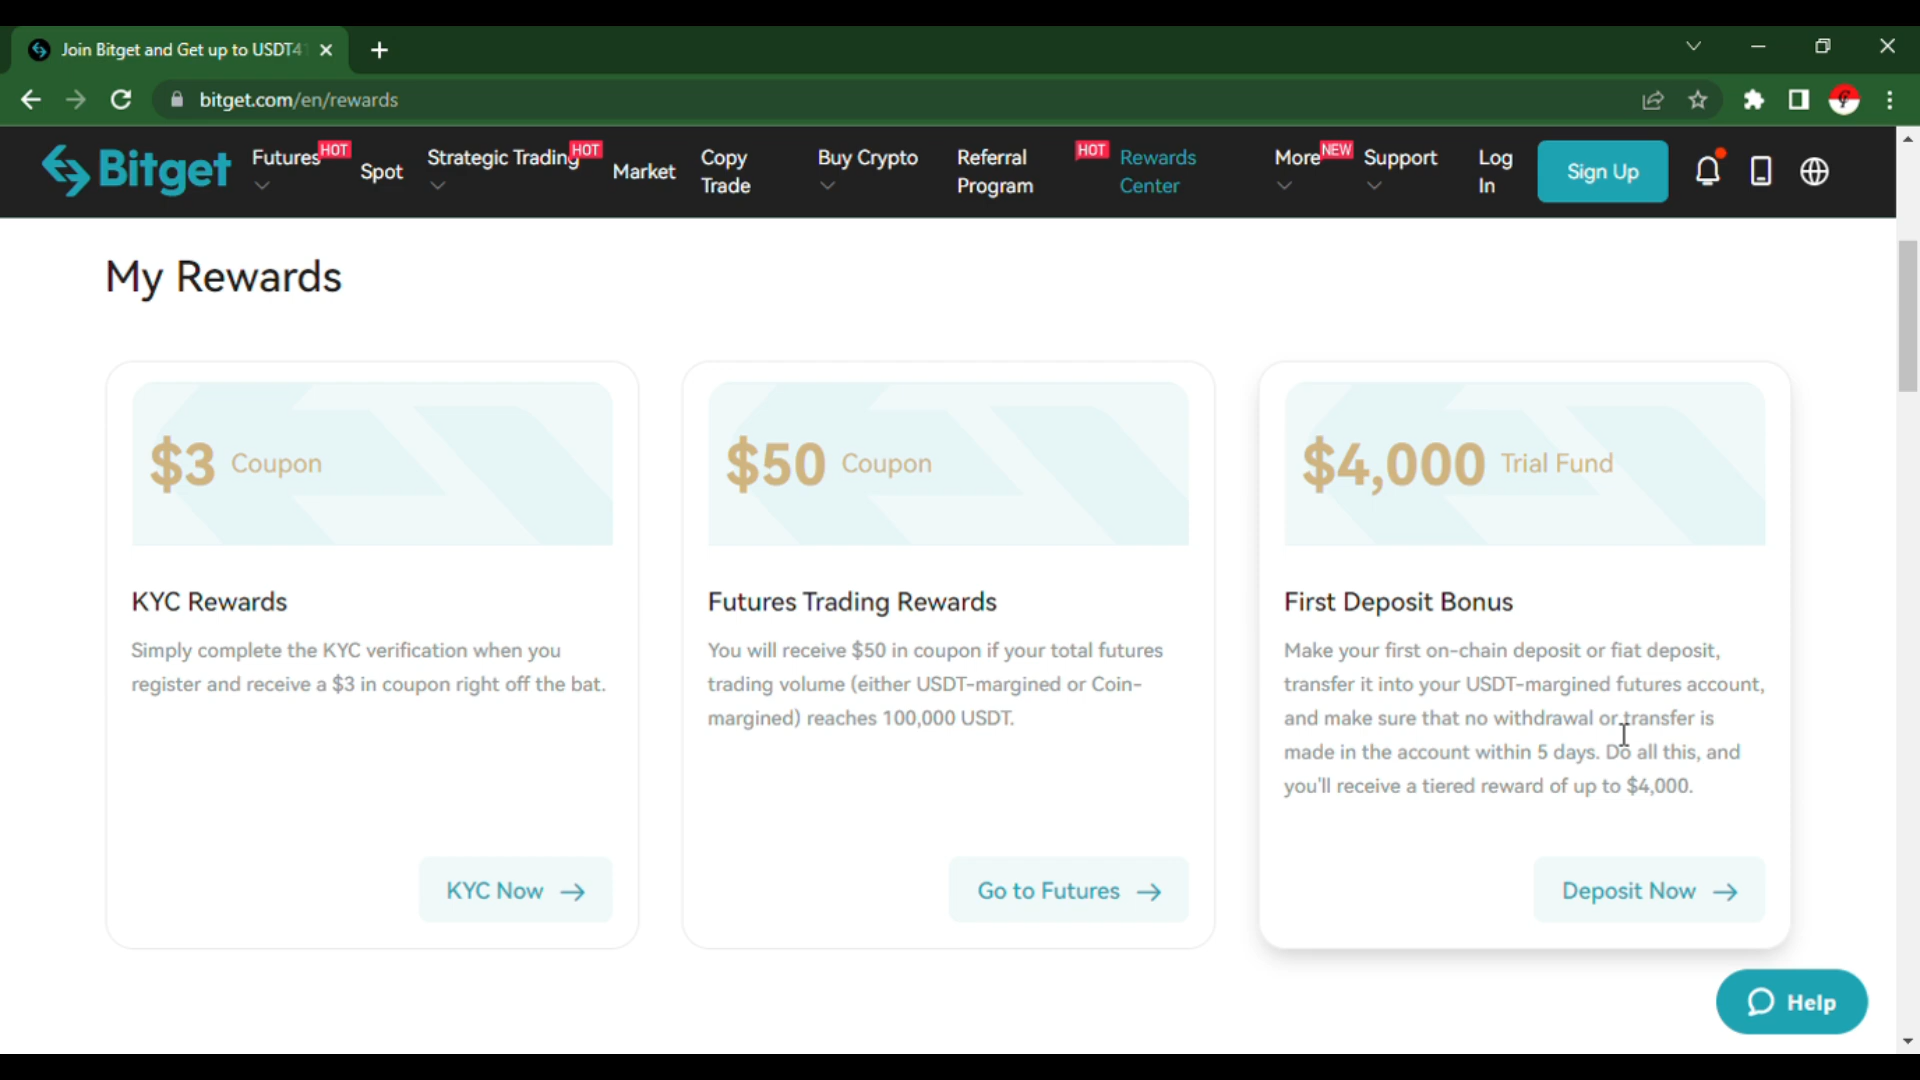 Join Bitget and Get up to USDT4
bitget.com/en/rewards
Bitget
Futures HOT
Spot
Strategic Trading HOT
Market
Copy
Trade
Buy Crypto
Referral
Program
HOT
Rewards
Center
More NEW
Support
Log
In
Sign Up
My Rewards
$3 Coupon
KYC Rewards
Simply complete the KYC verification when you
register and receive a $3 in coupon right off the bat.
KYC Now
$50 Coupon
Futures Trading Rewards
You will receive $50 in coupon if your total futures
trading volume (either USDT-margined or Coin-
margined) reaches 100,000 USDT.
Go to Futures
$4,000 Trial Fund
First Deposit Bonus
Make your first on-chain deposit or fiat deposit,
transfer it into your USDT-margined futures account,
and make sure that no withdrawal or transfer is
made in the account within 5 days. Do all this, and
you'll receive a tiered reward of up to $4,000.
Deposit Now
Help